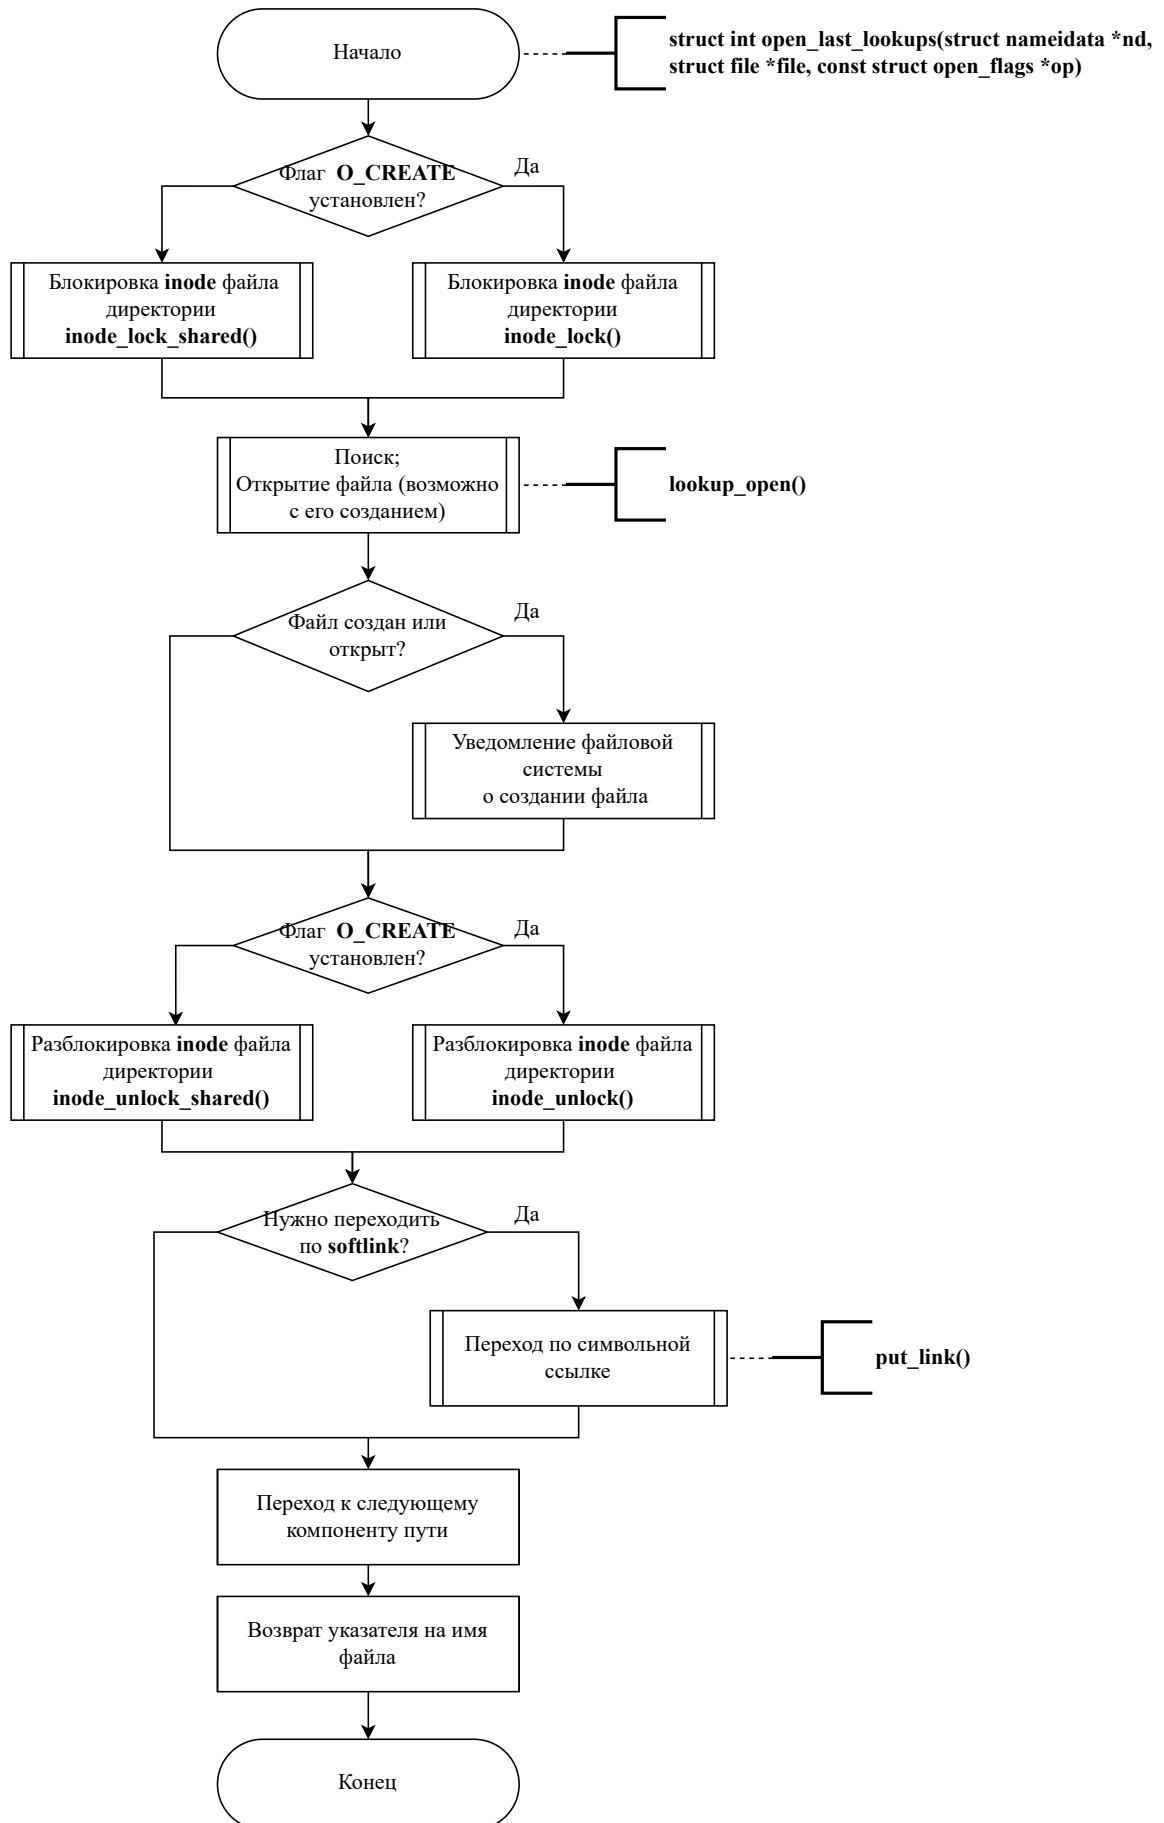 Начало
struct int open_last_lookups(struct nameidata *nd,
struct file *file, const struct open_flags *op)
Флаг O_CREATE
установлен?
Да
Блокировка inode файла
директории
inode_lock_shared()
Блокировка inode файла
директории
inode_lock()
Поиск;
Открытие файла (возможно
с его созданием)
lookup_open()
Файл создан или
открыт?
Да
Уведомление файловой
системы
о создании файла
Флаг O_CREATE
установлен?
Да
Разблокировка inode файла
директории
inode_unlock_shared()
Разблокировка inode файла
директории
inode_unlock()
Нужно переходить
по softlink?
Да
Переход по символьной
ссылке
put_link()
Переход к следующему
компоненту пути
Возврат указателя на имя
файла
Конец